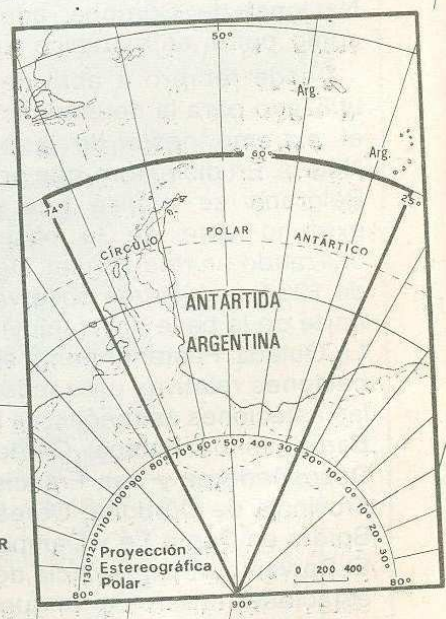 50°
Arg.
Arg.
60°
74°
25°
CÍRCULO POLAR ANTÁRTICO
ANTÁRTIDA
ARGENTINA
130° 120° 110° 100° 90° 80° 70° 60° 50° 40° 30° 20° 10° 0° 10° 20° 30°
Proyección
Estereográfica
Polar
0 200 400
80°
80°
90°
R